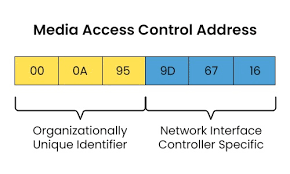 Media Access Control Address
00 0A 95 9D 67 16
Organizationally Unique Identifier
Network Interface Controller Specific